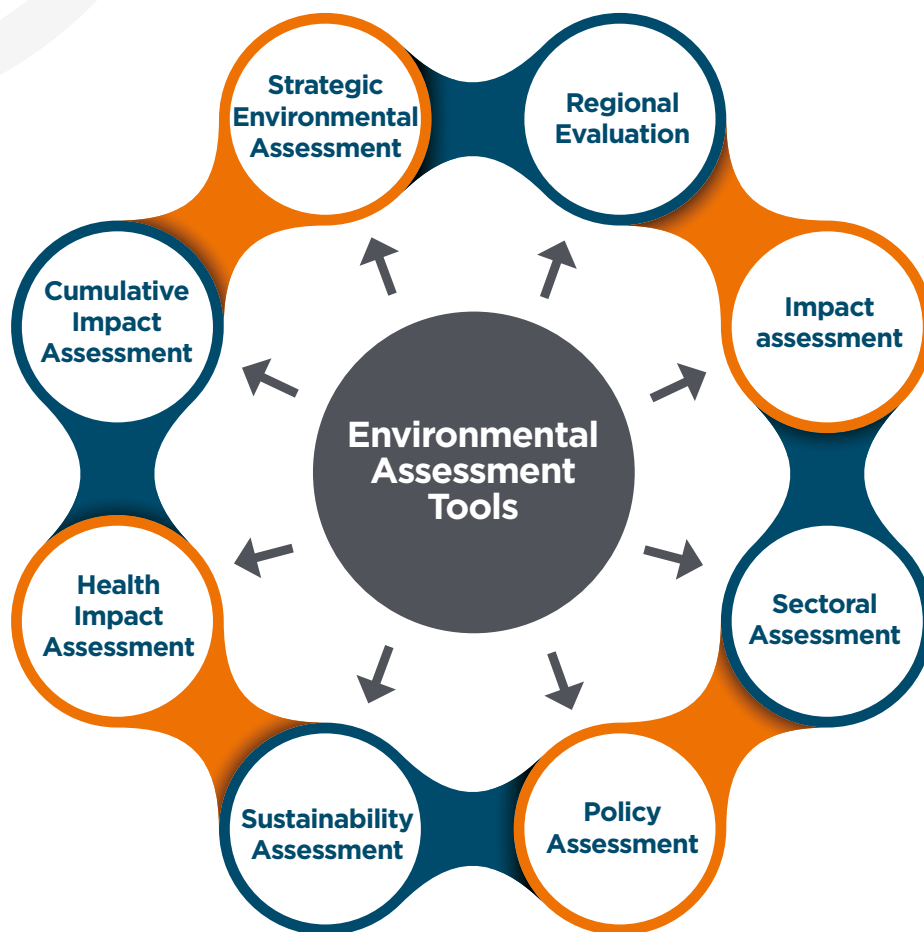 Strategic
Environmental
Assessment
Regional
Evaluation
Cumulative
Impact
Assessment
Impact
assessment
Environmental
Assessment
Tools
Health
Impact
Assessment
Sectoral
Assessment
Sustainability
Assessment
Policy
Assessment